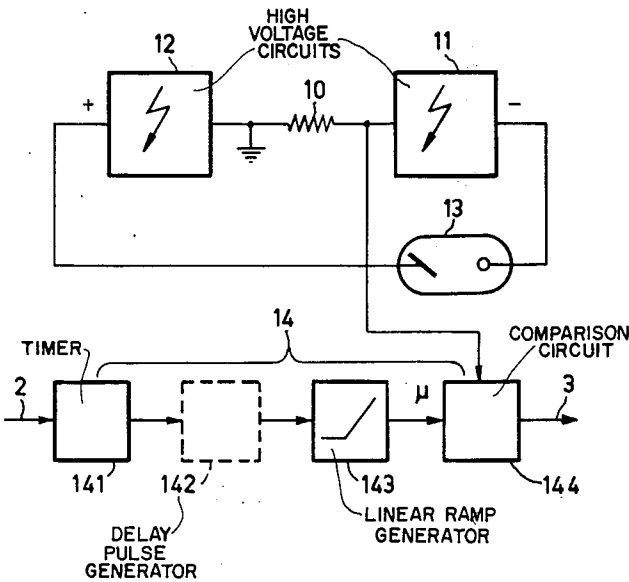 HIGH
VOLTAGE
CIRCUITS
12
11
10
+
−
13
14
TIMER
COMPARISON
CIRCUIT
2
μ
3
141
142
143
144
DELAY
PULSE
GENERATOR
LINEAR RAMP
GENERATOR